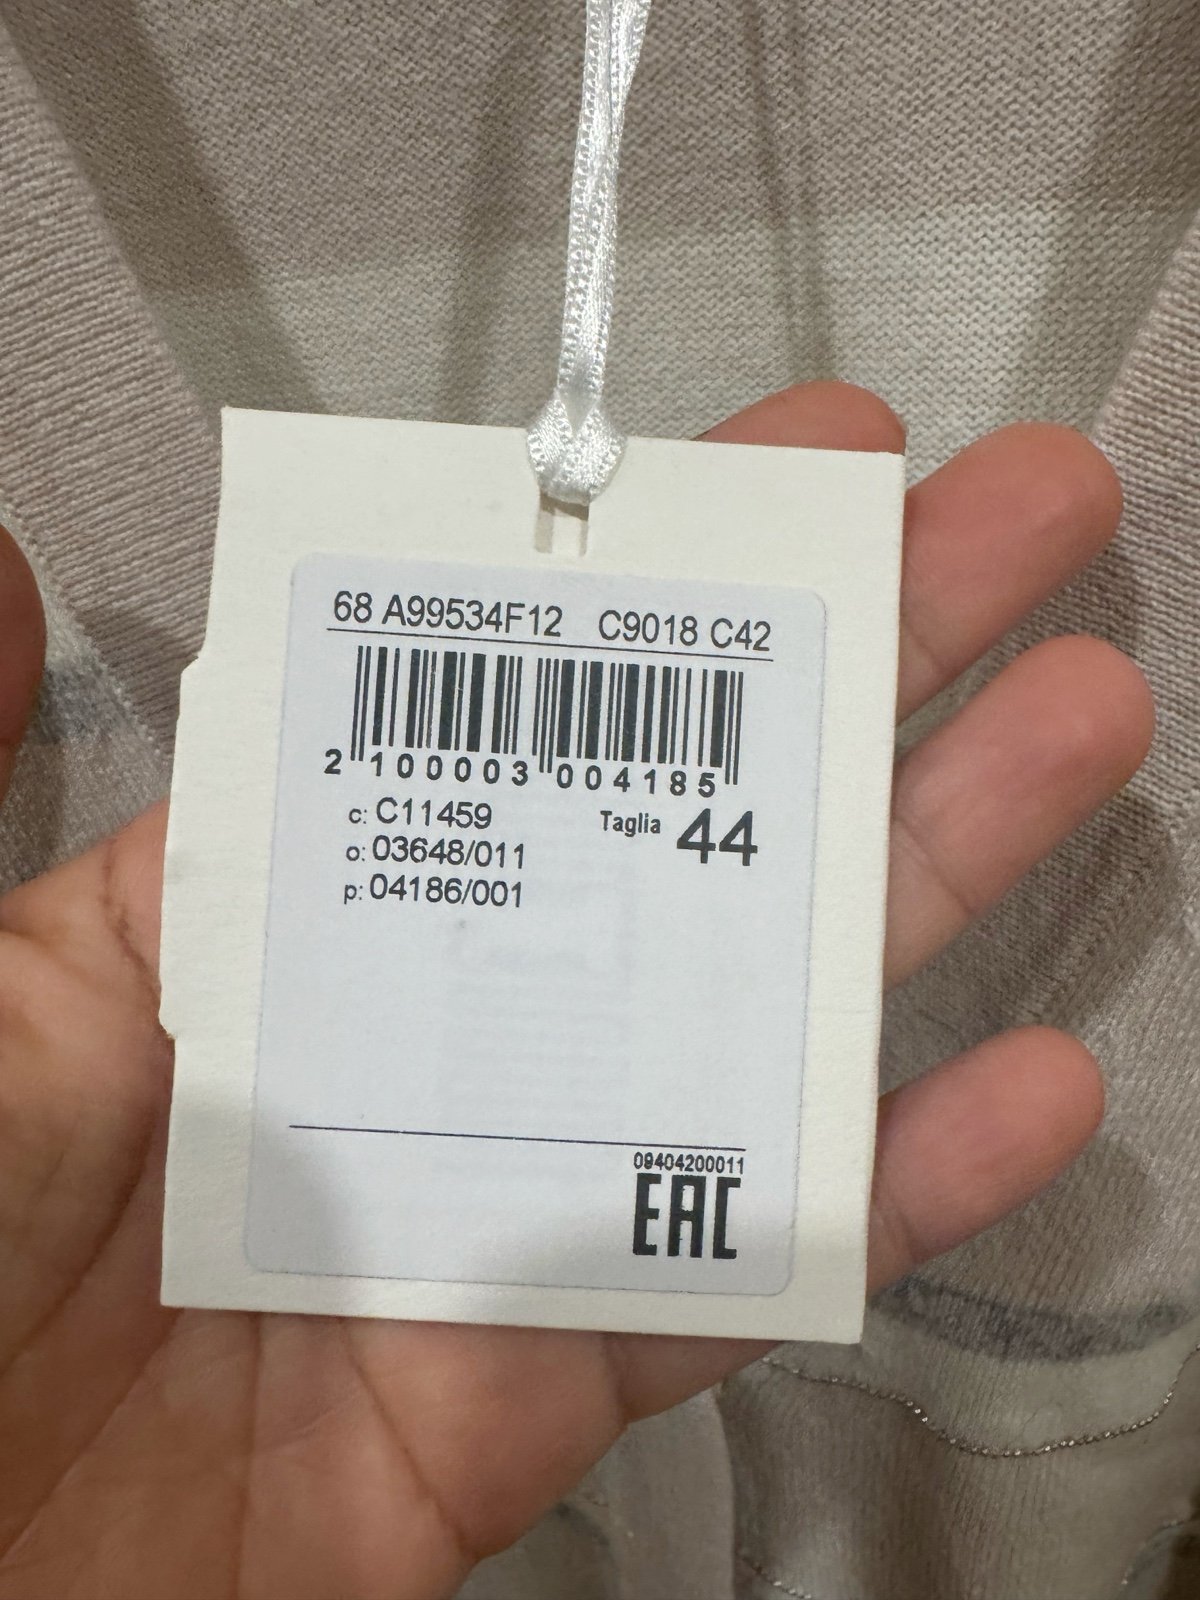 68 A99534F12 C9018 C42
2 100003 004185
c: C11459
Taglia 44
o: 03648/011
p: 04186/001
09404200011
EAC